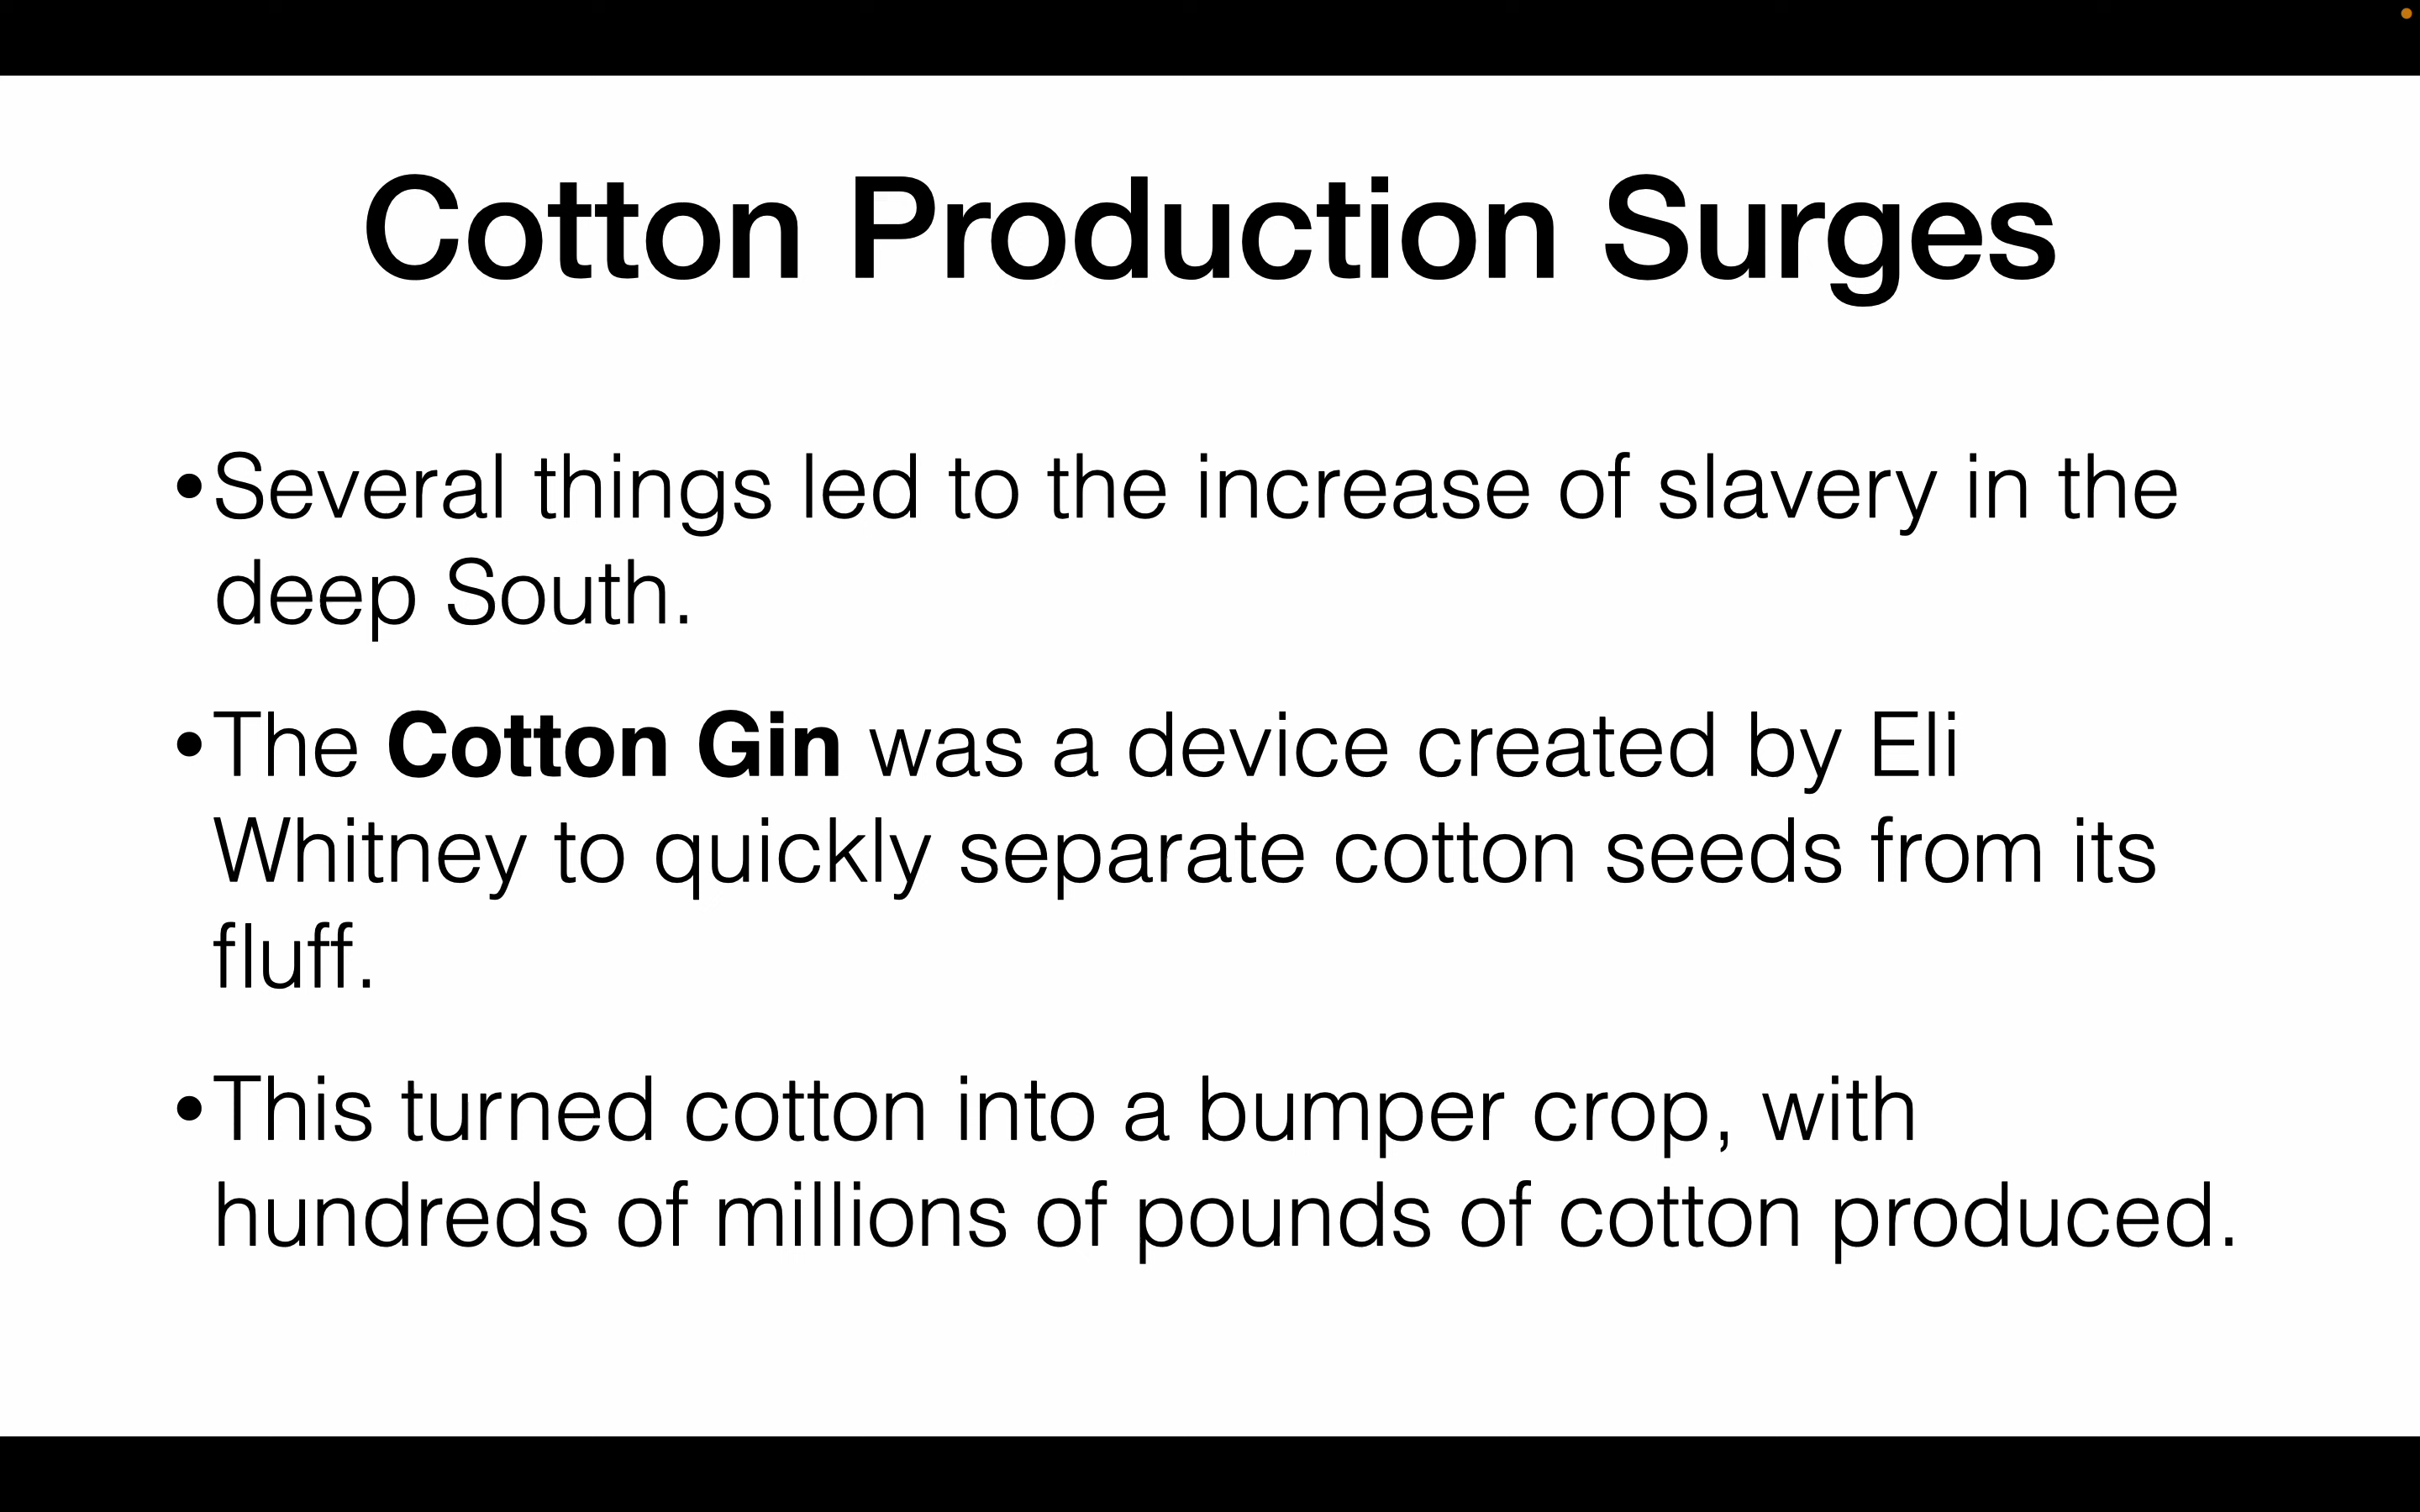 Cotton Production Surges
•Several things led to the increase of slavery in the
deep South.
•The Cotton Gin was a device created by Eli
Whitney to quickly separate cotton seeds from its
fluff.
•This turned cotton into a bumper crop, with
hundreds of millions of pounds of cotton produced.